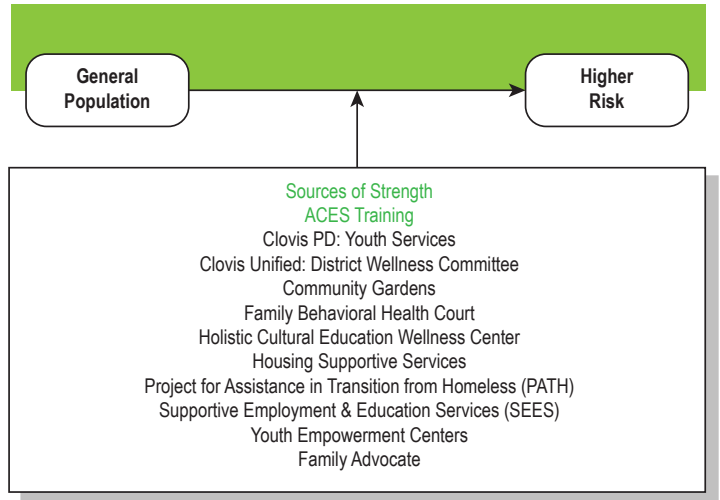 General
Population
Higher
Risk
Sources of Strength
ACES Training
Clovis PD: Youth Services
Clovis Unified: District Wellness Committee
Community Gardens
Family Behavioral Health Court
Holistic Cultural Education Wellness Center
Housing Supportive Services
Project for Assistance in Transition from Homeless (PATH)
Supportive Employment & Education Services (SEES)
Youth Empowerment Centers
Family Advocate